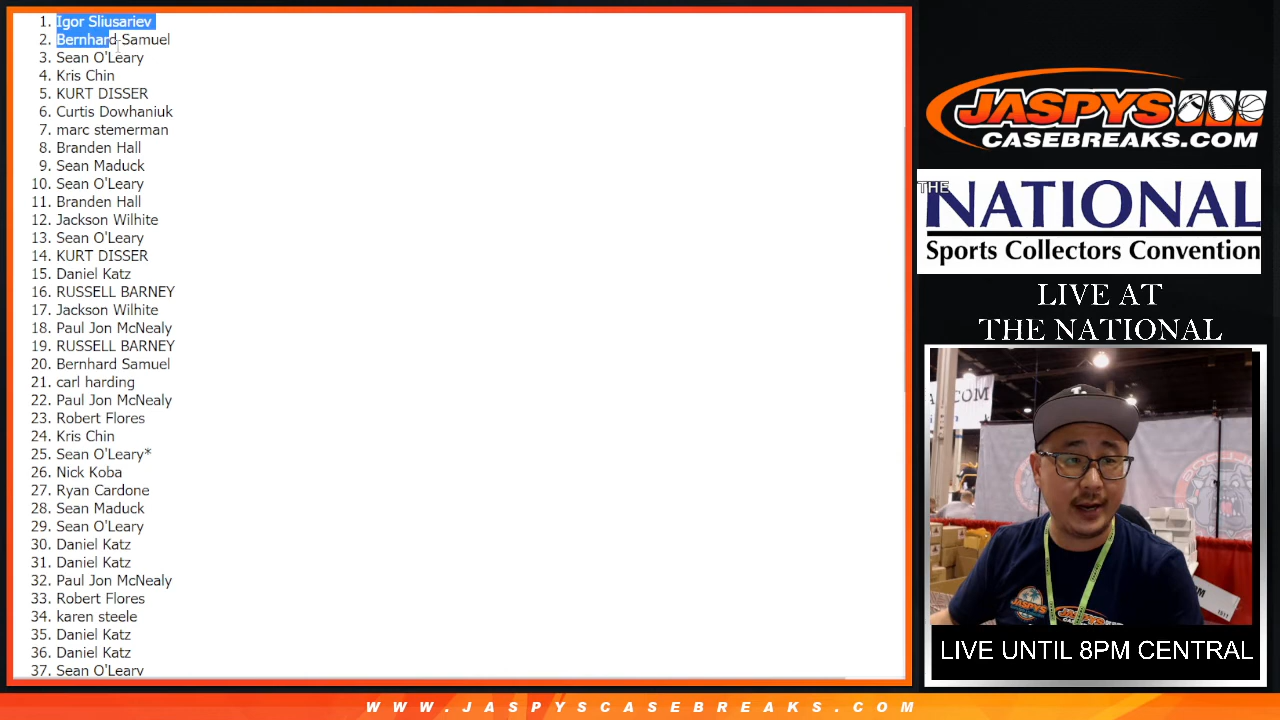 1. Igor Sliusariev
2. Bernhard Samuel
3. Sean O'Leary
4. Kris Chin
5. KURT DISSER
6. Curtis Dowhaniuk
7. marc stemerman
8. Branden Hall
9. Sean Maduck
10. Sean O'Leary
11. Branden Hall
12. Jackson Wilhite
13. Sean O'Leary
14. KURT DISSER
15. Daniel Katz
16. RUSSELL BARNEY
17. Jackson Wilhite
18. Paul Jon McNealy
19. RUSSELL BARNEY
20. Bernhard Samuel
21. carl harding
22. Paul Jon McNealy
23. Robert Flores
24. Kris Chin
25. Sean O'Leary*
26. Nick Koba
27. Ryan Cardone
28. Sean Maduck
29. Sean O'Leary
30. Daniel Katz
31. Daniel Katz
32. Paul Jon McNealy
33. Robert Flores
34. karen steele
35. Daniel Katz
36. Daniel Katz
37. Sean O'Leary
JASPYS
CASEBREAKS.COM
THE
NATIONAL
Sports Collectors Convention
LIVE AT
THE NATIONAL
.COM
JASPYS
LIVE UNTIL 8PM CENTRAL
WWW.JASPYSCASEBREAKS.COM